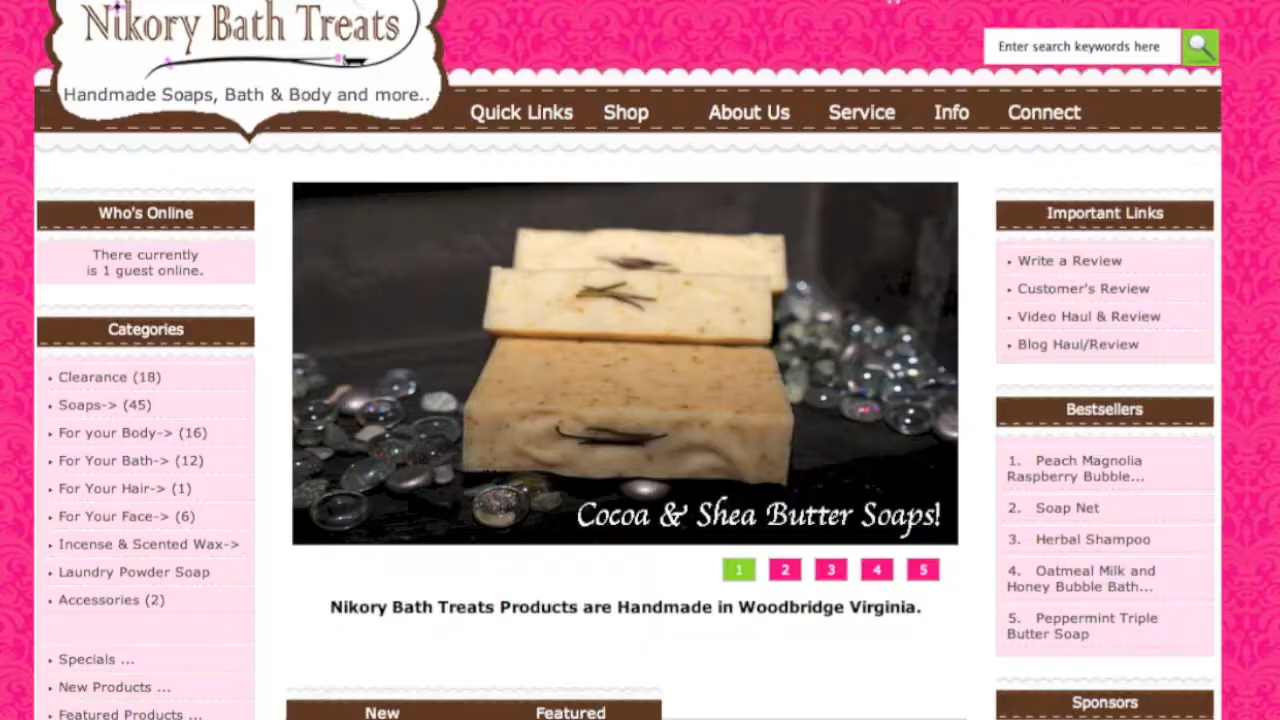 Nikory Bath Treats
Handmade Soaps, Bath & Body and more..
Enter search keywords here
Quick Links
Shop
About Us
Service
Info
Connect
Who's Online
There currently
is 1 guest online.
Categories
Clearance (18)
Soaps-> (45)
For your Body-> (16)
For Your Bath-> (12)
For Your Hair-> (1)
For Your Face-> (6)
Incense & Scented Wax->
Laundry Powder Soap
Accessories (2)
Specials ...
New Products ...
Featured Products ...
Cocoa & Shea Butter Soaps!
1 2 3 4 5
Nikory Bath Treats Products are Handmade in Woodbridge Virginia.
New
Featured
Important Links
Write a Review
Customer's Review
Video Haul & Review
Blog Haul/Review
Bestsellers
1. Peach Magnolia
Raspberry Bubble...
2. Soap Net
3. Herbal Shampoo
4. Oatmeal Milk and
Honey Bubble Bath...
5. Peppermint Triple
Butter Soap
Sponsors